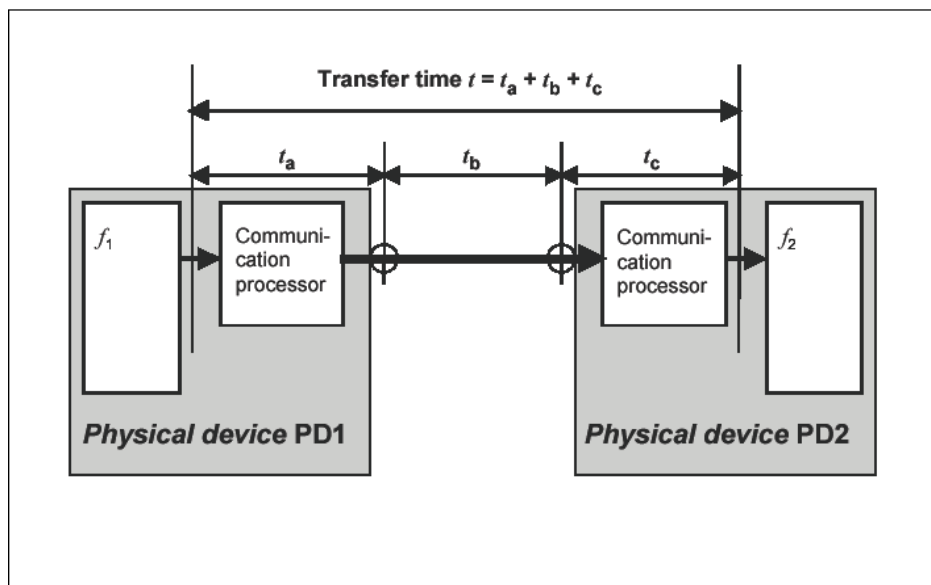 Transfer time t = ta + tb + tc
ta
tb
tc
f1
Communi-
cation
processor
Communi-
cation
processor
f2
Physical device PD1
Physical device PD2